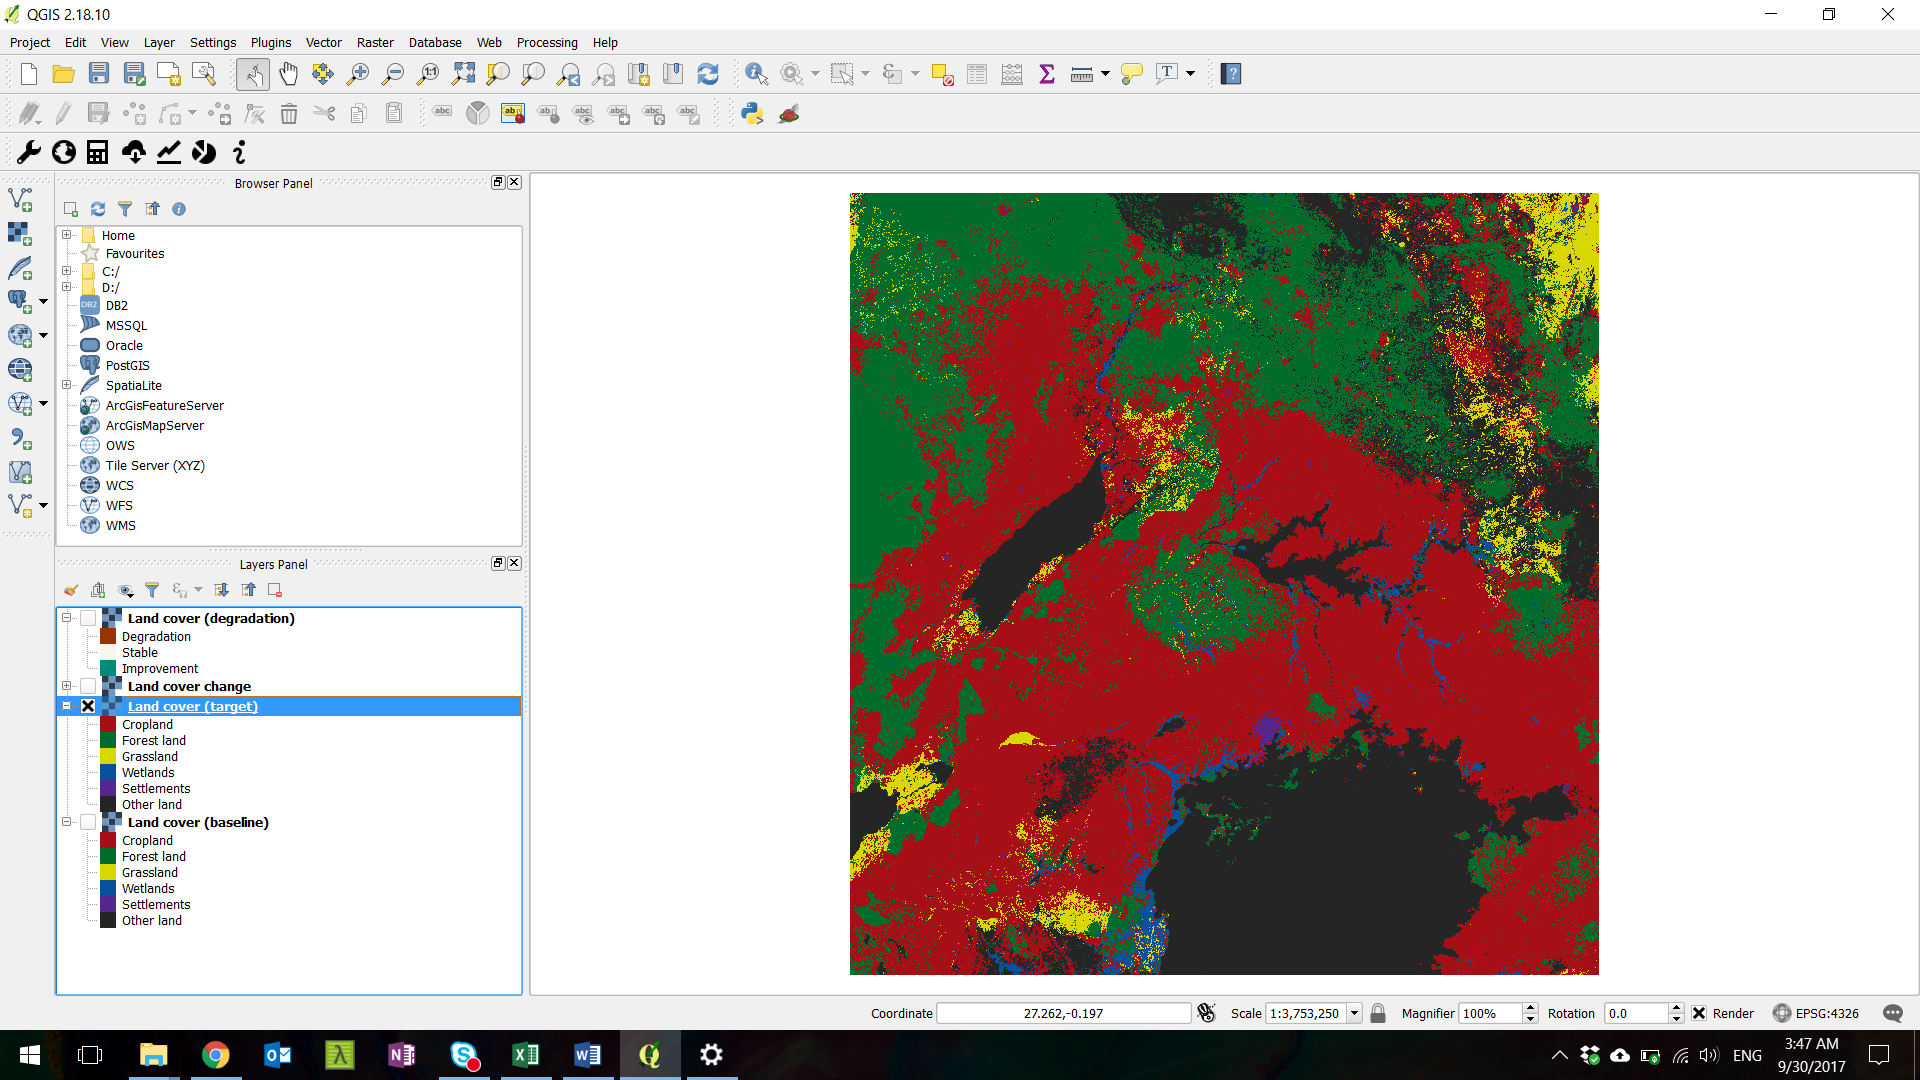 QGIS 2.18.10
Project Edit View Layer Settings Plugins Vector Raster Database Web Processing Help
Browser Panel
Home
Favourites
C:/
D:/
DB2
MSSQL
Oracle
PostGIS
SpatiaLite
ArcGisFeatureServer
ArcGisMapServer
OWS
Tile Server (XYZ)
WCS
WFS
WMS
Layers Panel
Land cover (degradation)
Degradation
Stable
Improvement
Land cover change
Land cover (target)
Cropland
Forest land
Grassland
Wetlands
Settlements
Other land
Land cover (baseline)
Cropland
Forest land
Grassland
Wetlands
Settlements
Other land
Coordinate 27.262,-0.197 Scale 1:3,753,250 Magnifier 100% Rotation 0.0 Render EPSG:4326
ENG
3:47 AM
9/30/2017